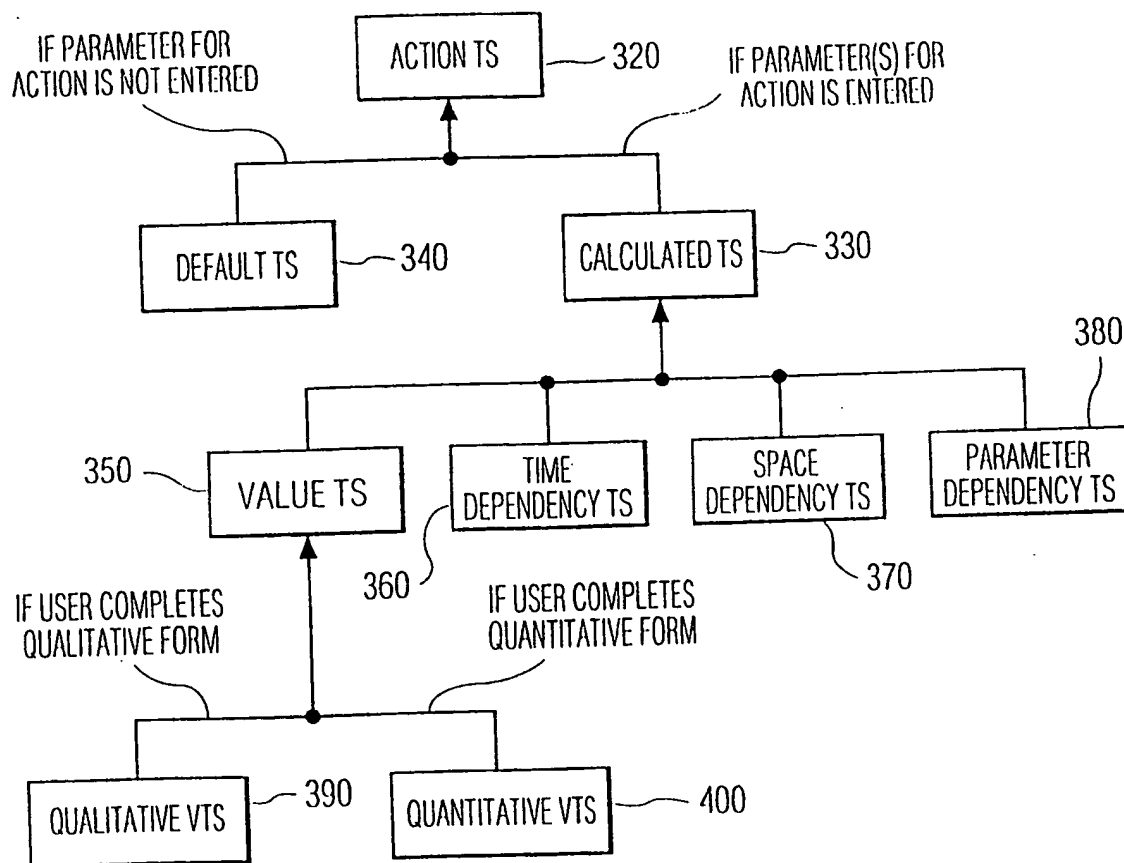 IF PARAMETER FOR
ACTION IS NOT ENTERED
ACTION TS
320
IF PARAMETER(S) FOR
ACTION IS ENTERED
DEFAULT TS
340
CALCULATED TS
330
380
350
VALUE TS
TIME
DEPENDENCY TS
SPACE
DEPENDENCY TS
PARAMETER
DEPENDENCY TS
360
370
IF USER COMPLETES
QUALITATIVE FORM
IF USER COMPLETES
QUANTITATIVE FORM
QUALITATIVE VTS
390
QUANTITATIVE VTS
400